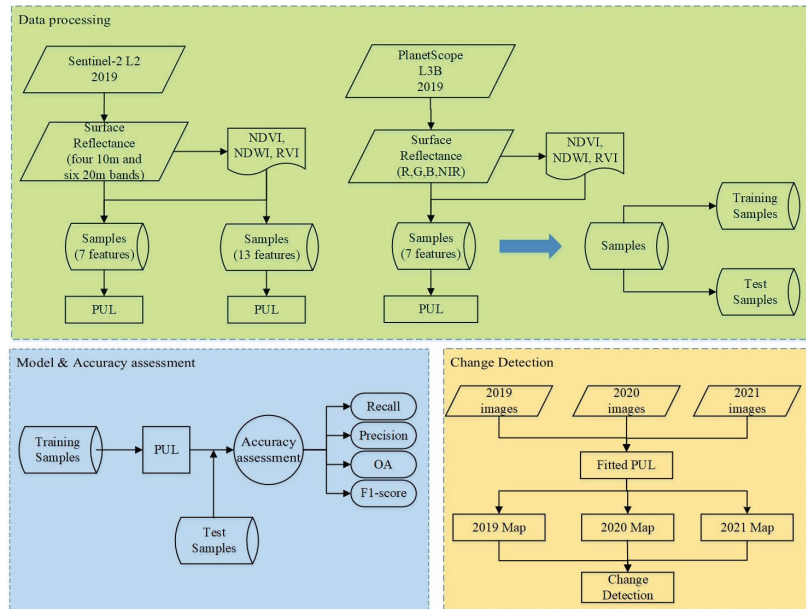 Data processing
Sentinel-2 L2
2019
Surface
Reflectance
(four 10m and
six 20m bands)
NDVI,
NDWI, RVI
Samples
(7 features)
Samples
(13 features)
PUL
PUL
PlanetScope
L3B
2019
Surface
Reflectance
(R,G,B,NIR)
NDVI,
NDWI, RVI
Samples
(7 features)
PUL
Samples
Training
Samples
Test
Samples
Model & Accuracy assessment
Training
Samples
PUL
Accuracy
assessment
Test
Samples
Recall
Precision
OA
F1-score
Change Detection
2019
images
2020
images
2021
images
Fitted PUL
2019 Map
2020 Map
2021 Map
Change
Detection